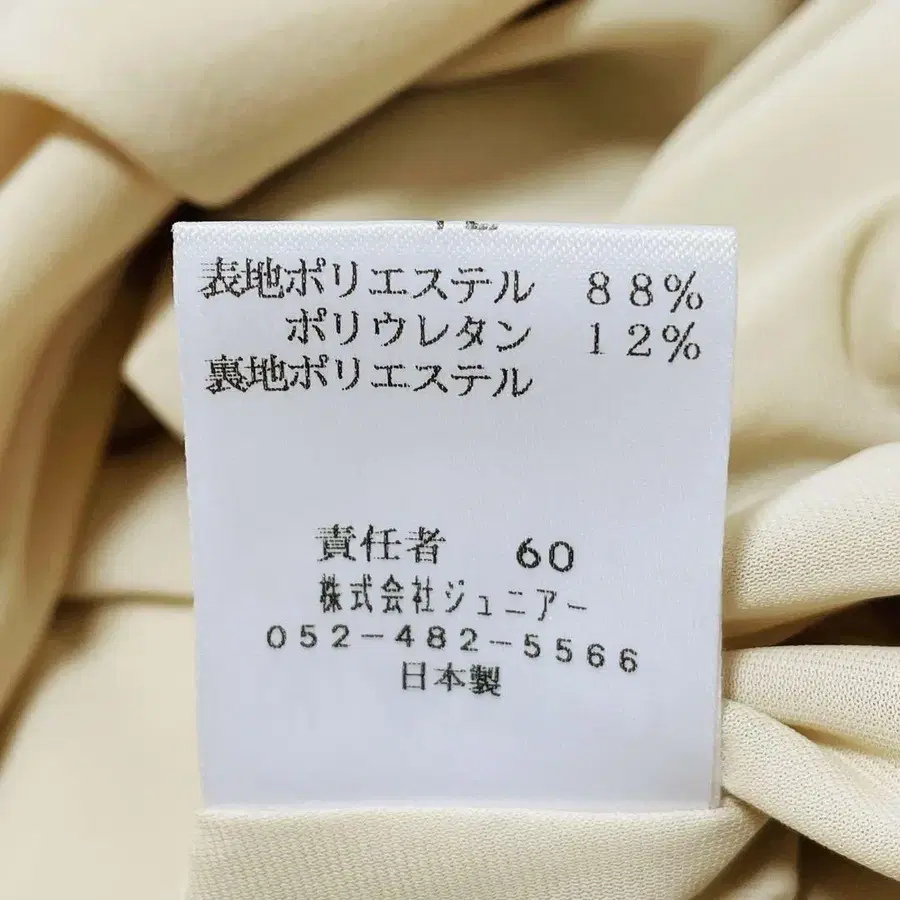 表地ポリエステル 88%
ポリウレタン 12%
裏地ポリエステル
責任者 60
株式会社ジュニアー
052-482-5566
日本製